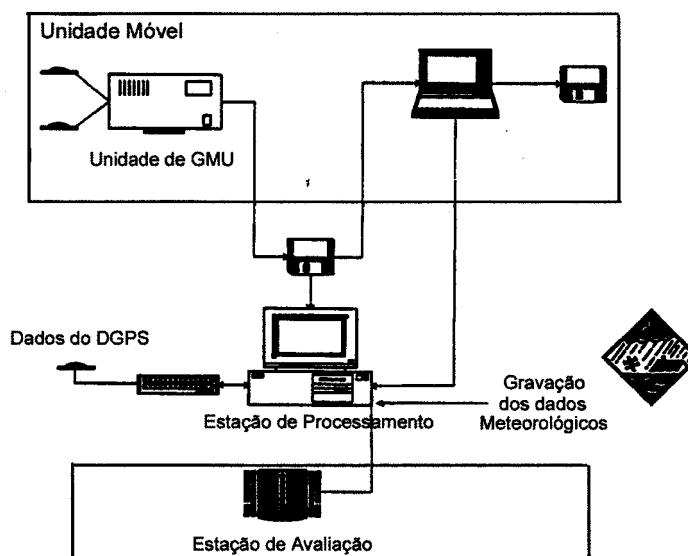 Unidade Móvel
Unidade de GMU
Dados do DGPS
Estação de Processamento
Gravação
dos dados
Meteorológicos
Estação de Avaliação